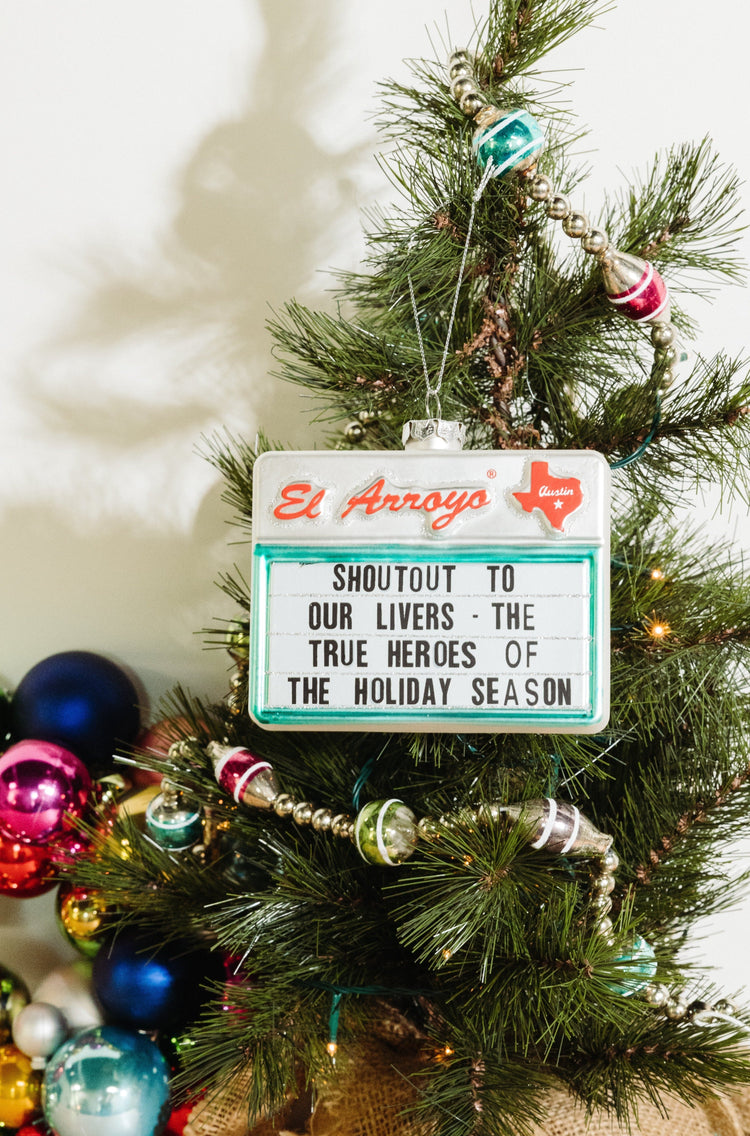 El Arroyo®
Austin
SHOUTOUT TO
OUR LIVERS - THE
TRUE HEROES OF
THE HOLIDAY SEASON